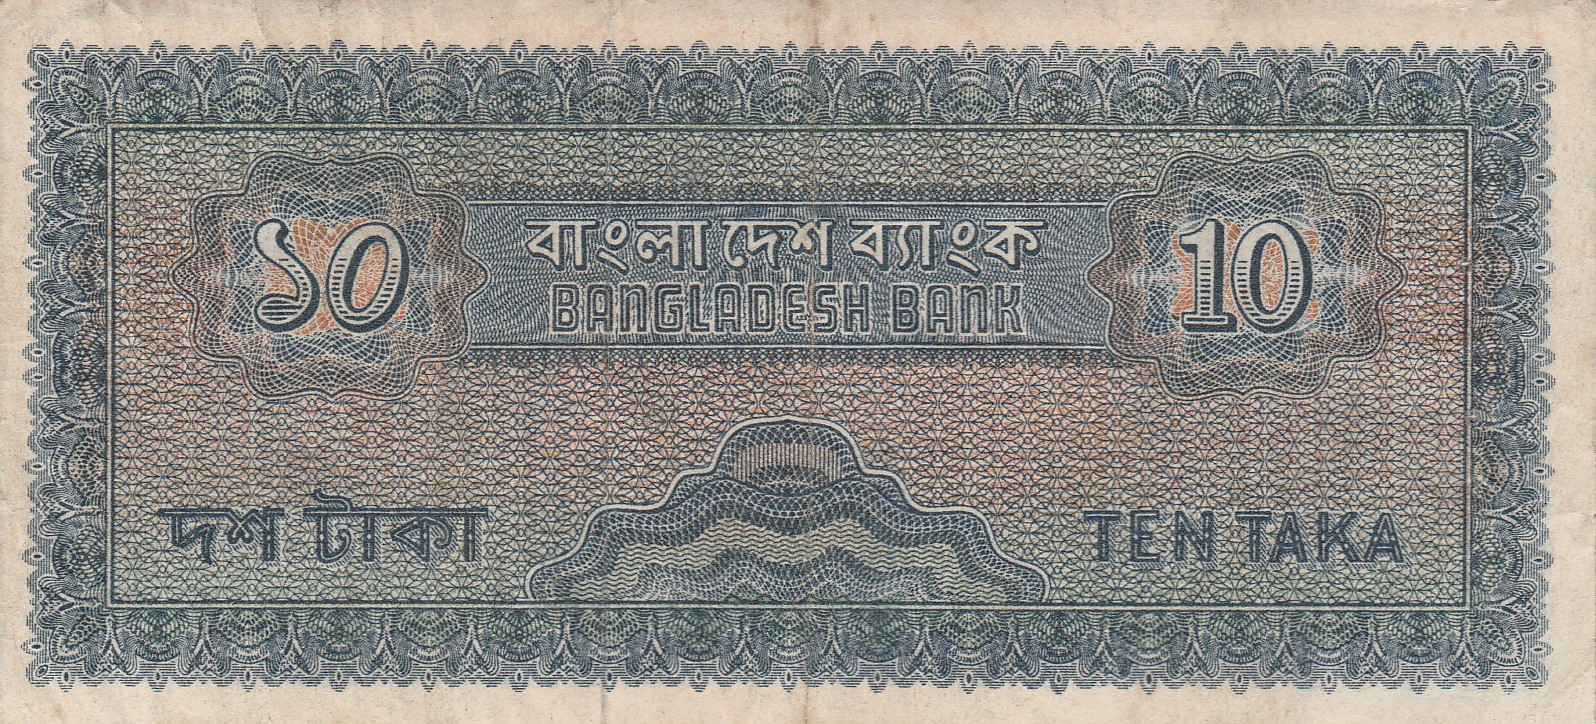 ১০ বাংলাদেশ ব্যাংক 10
BANGLADESH BANK
দশ টাকা TEN TAKA